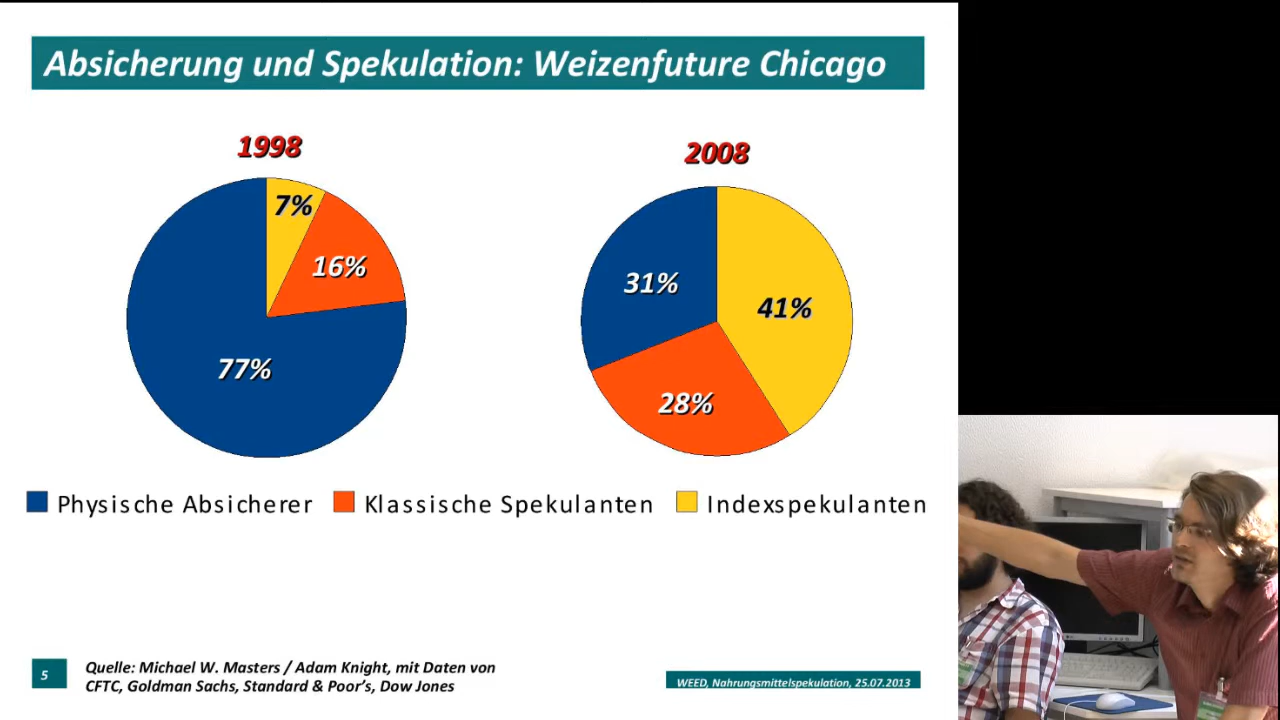 Absicherung und Spekulation: Weizenfuture Chicago
1998
2008
7%
16%
77%
31%
41%
28%
Physische Absicherer
Klassische Spekulanten
Indexspekulanten
5
Quelle: Michael W. Masters / Adam Knight, mit Daten von
CFTC, Goldman Sachs, Standard & Poor's, Dow Jones
WEED, Nahrungsmittelspekulation, 25.07.2013